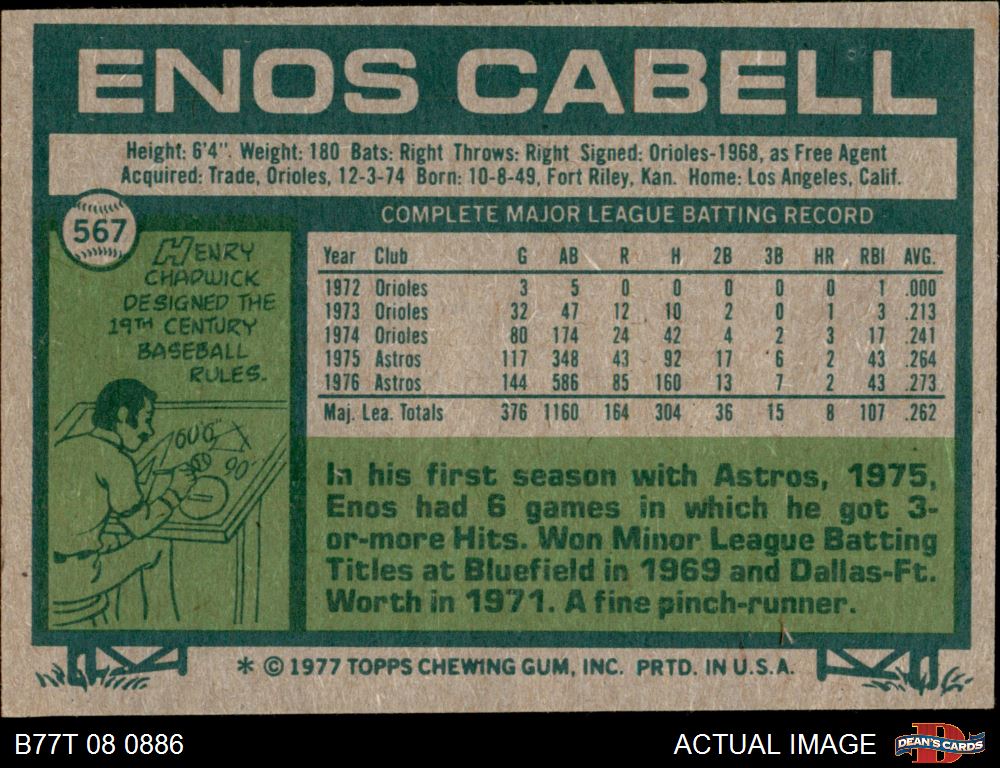 ENOS CABELL
Height: 6'4". Weight: 180 Bats: Right Throws: Right Signed: Orioles-1968, as Free Agent
Acquired: Trade, Orioles, 12-3-74 Born: 10-8-49, Fort Riley, Kan. Home: Los Angeles, Calif.
567
COMPLETE MAJOR LEAGUE BATTING RECORD
HENRY
CHADWICK
DESIGNED THE
19TH CENTURY
BASEBALL
RULES.
60'6"
90'
Year Club G AB R H 2B 3B HR RBI AVG.
1972 Orioles 3 5 0 0 0 0 0 1 .000
1973 Orioles 32 47 12 10 2 0 1 3 .213
1974 Orioles 80 174 24 42 4 2 3 17 .241
1975 Astros 117 348 43 92 17 6 2 43 .264
1976 Astros 144 586 85 160 13 7 2 43 .273
Maj. Lea. Totals 376 1160 164 304 36 15 8 107 .262
In his first season with Astros, 1975,
Enos had 6 games in which he got 3-
or-more Hits. Won Minor League Batting
Titles at Bluefield in 1969 and Dallas-Ft.
Worth in 1971. A fine pinch-runner.
* © 1977 TOPPS CHEWING GUM, INC. PRTD. IN U.S.A.
B77T 08 0886
ACTUAL IMAGE
D
DEAN'S CARDS